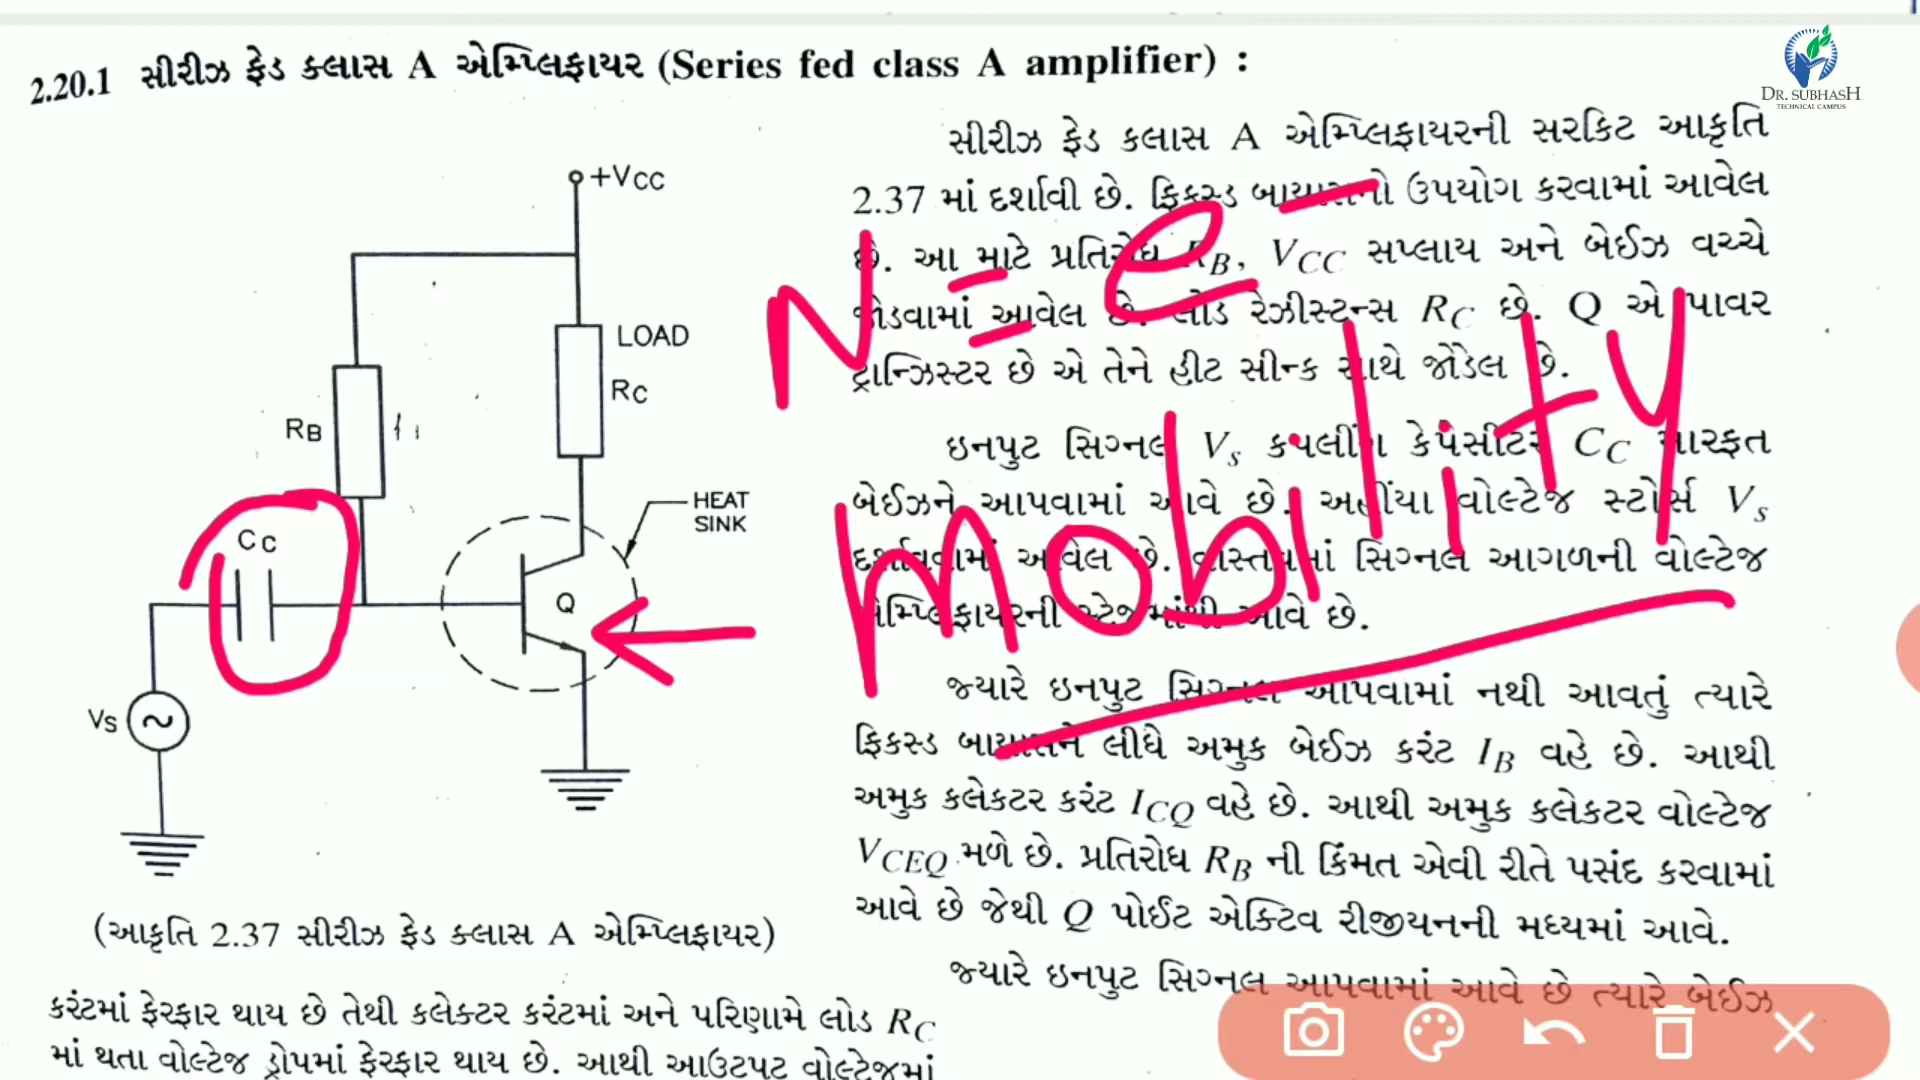 2.20.1 સીરીઝ ફેડ ક્લાસ A એમ્પ્લિફાયર (Series fed class A amplifier) :
DR. SUBHASH
TECHNICAL CAMPUS
+VCC
LOAD
RC
RB
CC
HEAT
SINK
Q
VS
(આકૃતિ 2.37 સીરીઝ ફેડ ક્લાસ A એમ્પ્લિફાયર)
સીરીઝ ફેડ કલાસ A એમ્પ્લિફાયરની સરકિટ આકૃતિ
2.37 માં દર્શાવી છે. ફિકસ્ડ બાયાસનો ઉપયોગ કરવામાં આવેલ
છે. આ માટે પ્રતિરોધ RB, VCC સપ્લાય અને બેઈઝ વચ્ચે
જોડવામાં આવેલ છે. લોડ રેઝીસ્ટન્સ RC છે. Q એ પાવર
ટ્રાન્ઝિસ્ટર છે એ તેને હીટ સીન્ક સાથે જોડેલ છે.
ઇનપુટ સિગ્નલ Vs કપલીંગ કેપેસીટર CC મારફત
બેઈઝને આપવામાં આવે છે. અહીંયા વોલ્ટેજ સ્ટોર્સ Vs
દર્શાવવામાં આવેલ છે. વાસ્તવમાં સિગ્નલ આગળની વોલ્ટેજ
એમ્પ્લિફાયરની સ્ટેજમાંથી આવે છે.
જ્યારે ઇનપુટ સિગ્નલ આપવામાં નથી આવતું ત્યારે
ફિકસ્ડ બાયાસને લીધે અમુક બેઈઝ કરંટ IB વહે છે. આથી
અમુક કલેકટર કરંટ ICQ વહે છે. આથી અમુક કલેકટર વોલ્ટેજ
VCEQ મળે છે. પ્રતિરોધ RB ની કિંમત એવી રીતે પસંદ કરવામાં
આવે છે જેથી Q પોઈંટ એક્ટિવ રીજીયનની મધ્યમાં આવે.
જ્યારે ઇનપુટ સિગ્નલ આપવામાં આવે છે ત્યારે બેઈઝ
કરંટમાં ફેરફાર થાય છે તેથી કલેક્ટર કરંટમાં અને પરિણામે લોડ RC
માં થતા વોલ્ટેજ ડ્રોપમાં ફેરફાર થાય છે. આથી આઉટપુટ વોલ્ટેજમાં
N = e-
mobility